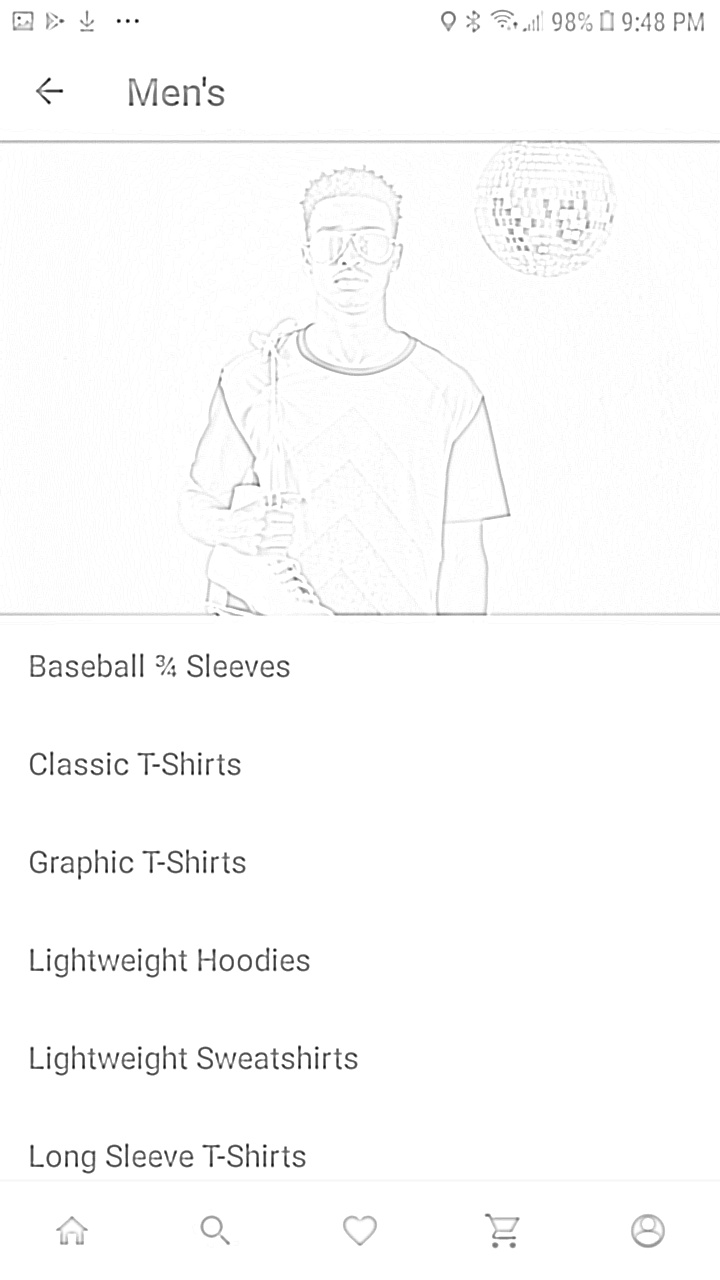 98% 9:48 PM
Men's
Baseball ¾ Sleeves
Classic T-Shirts
Graphic T-Shirts
Lightweight Hoodies
Lightweight Sweatshirts
Long Sleeve T-Shirts